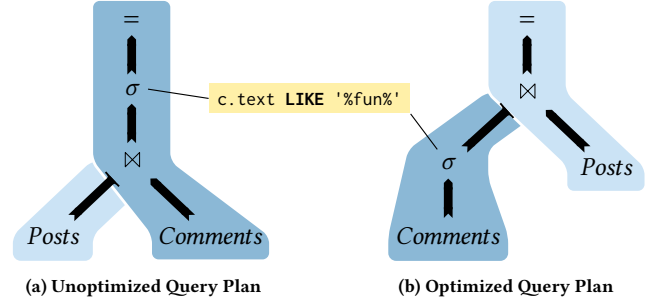 =
=
σ
c.text LIKE '%fun%'
⋈
⋈
σ
Posts
Posts
Comments
Comments
(a) Unoptimized Query Plan
(b) Optimized Query Plan